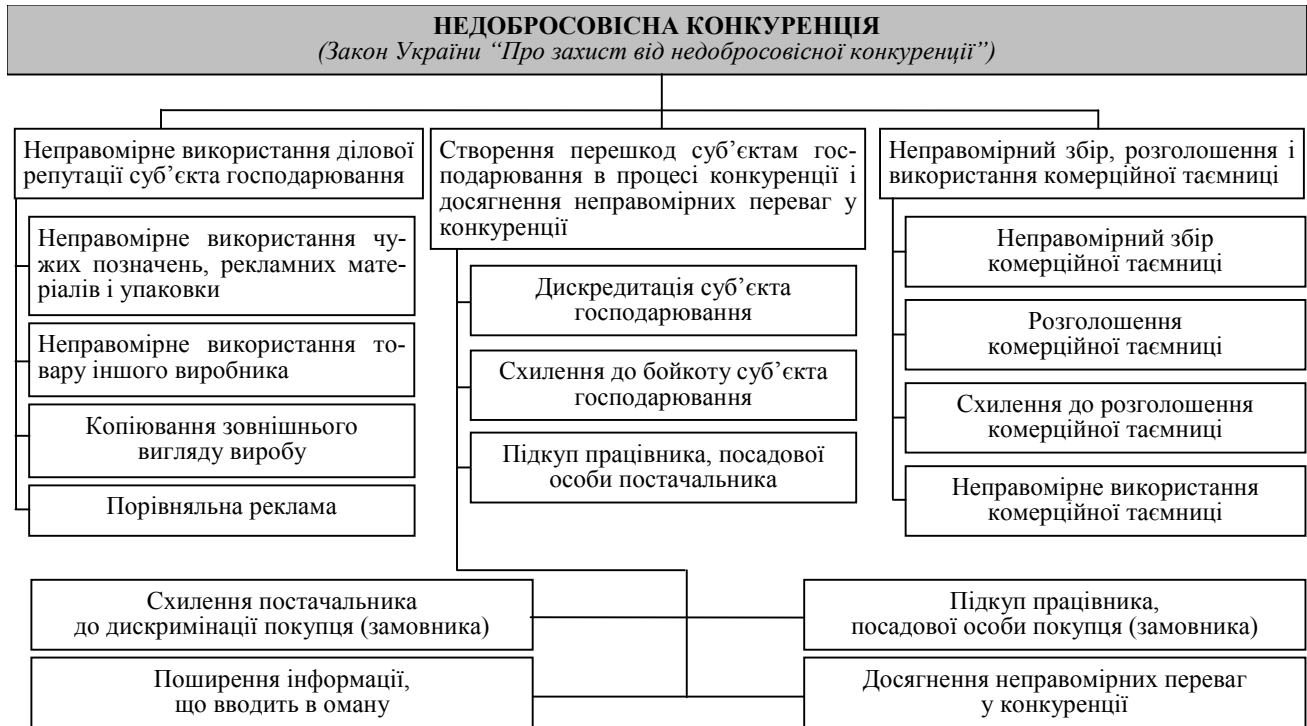 НЕДОБРОСОВІСНА КОНКУРЕНЦІЯ
(Закон України “Про захист від недобросовісної конкуренції”)
Неправомірне використання ділової
репутації суб’єкта господарювання
Неправомірне використання чу-
жих позначень, рекламних мате-
ріалів і упаковки
Неправомірне використання то-
вару іншого виробника
Копіювання зовнішнього
вигляду виробу
Порівняльна реклама
Створення перешкод суб’єктам гос-
подарювання в процесі конкуренції і
досягнення неправомірних переваг у
конкуренції
Дискредитація суб’єкта
господарювання
Схилення до бойкоту суб’єкта
господарювання
Підкуп працівника, посадової
особи постачальника
Неправомірний збір, розголошення і
використання комерційної таємниці
Неправомірний збір
комерційної таємниці
Розголошення
комерційної таємниці
Схилення до розголошення
комерційної таємниці
Неправомірне використання
комерційної таємниці
Схилення постачальника
до дискримінації покупця (замовника)
Підкуп працівника,
посадової особи покупця (замовника)
Поширення інформації,
що вводить в оману
Досягнення неправомірних переваг
у конкуренції